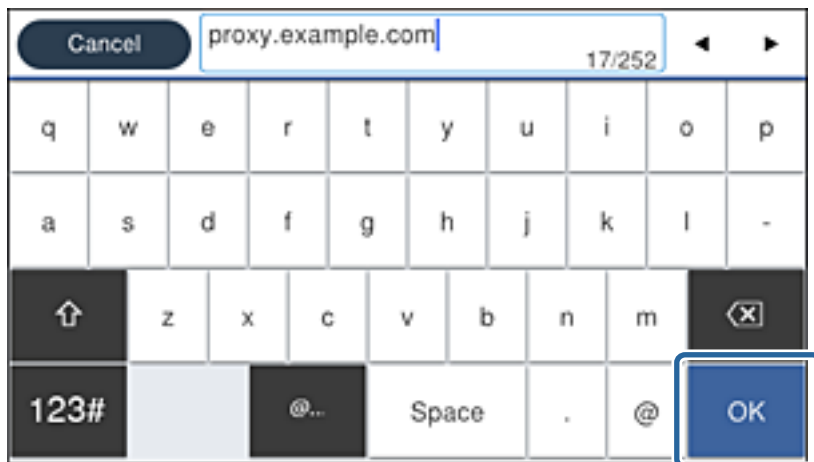 Cancel proxy.example.com
17/252
q w e r t y u i o p
a s d f g h j k l -
z x c v b n m
123# @... Space . @ OK